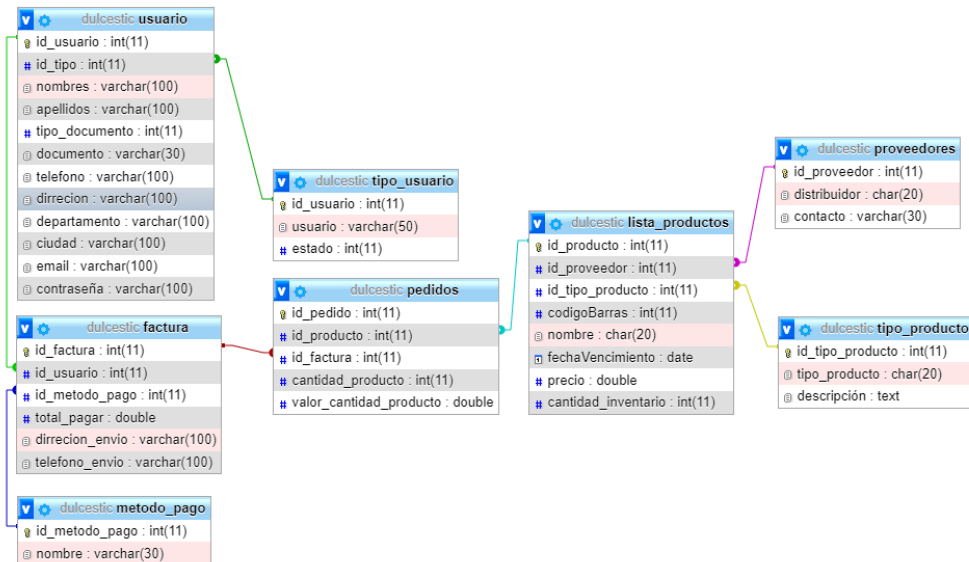 dulcestic usuario
id_usuario : int(11)
id_tipo : int(11)
nombres : varchar(100)
apellidos : varchar(100)
tipo_documento : int(11)
documento : varchar(30)
telefono : varchar(100)
dirrecion : varchar(100)
departamento : varchar(100)
ciudad : varchar(100)
email : varchar(100)
contraseña : varchar(100)
dulcestic tipo_usuario
id_usuario : int(11)
usuario : varchar(50)
estado : int(11)
dulcestic factura
id_factura : int(11)
id_usuario : int(11)
id_metodo_pago : int(11)
total_pagar : double
dirrecion_envio : varchar(100)
telefono_envio : varchar(100)
dulcestic metodo_pago
id_metodo_pago : int(11)
nombre : varchar(30)
dulcestic pedidos
id_pedido : int(11)
id_producto : int(11)
id_factura : int(11)
cantidad_producto : int(11)
valor_cantidad_producto : double
dulcestic lista_productos
id_producto : int(11)
id_proveedor : int(11)
id_tipo_producto : int(11)
codigoBarras : int(11)
nombre : char(20)
fechaVencimiento : date
precio : double
cantidad_inventario : int(11)
dulcestic proveedores
id_proveedor : int(11)
distribuidor : char(20)
contacto : varchar(30)
dulcestic tipo_producto
id_tipo_producto : int(11)
tipo_producto : char(20)
descripción : text